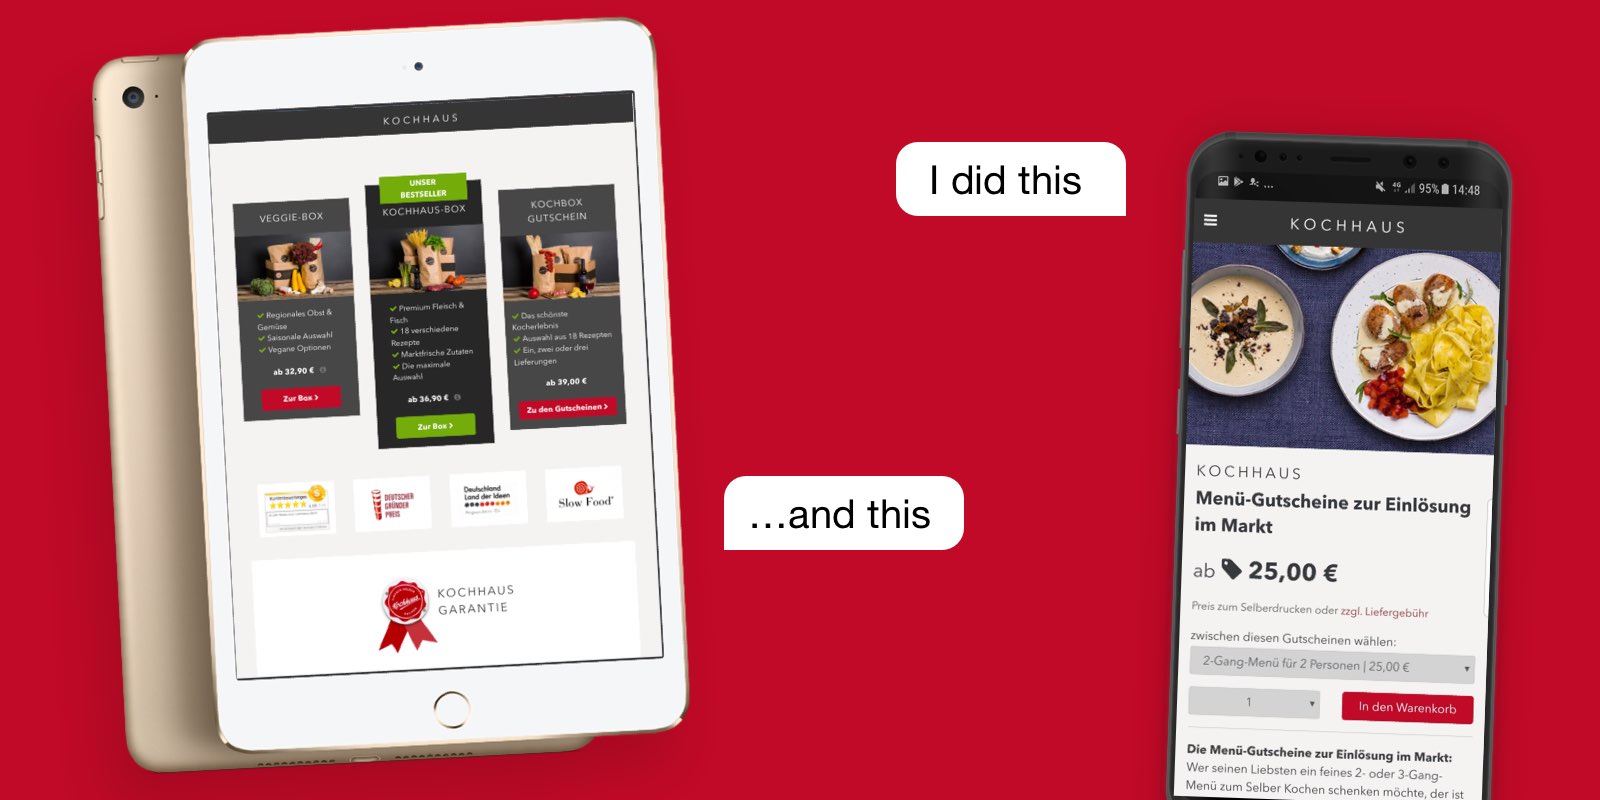 KOCHHAUS
VEGGIE-BOX
Regionales Obst &
Gemüse
Saisonale Auswahl
Vegane Optionen
ab 32,90 €
Zur Box
UNSER
BESTSELLER
KOCHHAUS-BOX
Premium Fleisch &
Fisch
18 verschiedene
Rezepte
Marktfrische Zutaten
Die maximale
Auswahl
ab 36,90 €
Zur Box
KOCHBOX
GUTSCHEIN
Das schönste
Kocherlebnis
Auswahl aus 18 Rezepten
Ein, zwei oder drei
Lieferungen
ab 39,00 €
Zu den Gutscheinen
DEUTSCHER
GRÜNDER
PREIS
Deutschland
Land der Ideen
Slow Food®
Kochhaus
KOCHHAUS
GARANTIE
I did this
...and this
4G 95% 14:48
KOCHHAUS
KOCHHAUS
Menü-Gutscheine zur Einlösung
im Markt
ab 25,00 €
Preis zum Selberdrucken oder zzgl. Liefergebühr
zwischen diesen Gutscheinen wählen:
2-Gang-Menü für 2 Personen | 25,00 €
1
In den Warenkorb
Die Menü-Gutscheine zur Einlösung im Markt:
Wer seinen Liebsten ein feines 2- oder 3-Gang-
Menü zum Selber Kochen schenken möchte, der ist